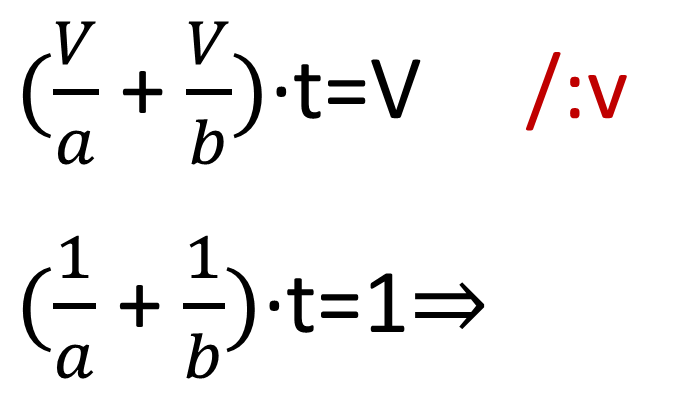 (V/a + V/b)·t=V /:v
(1/a + 1/b)·t=1⇒